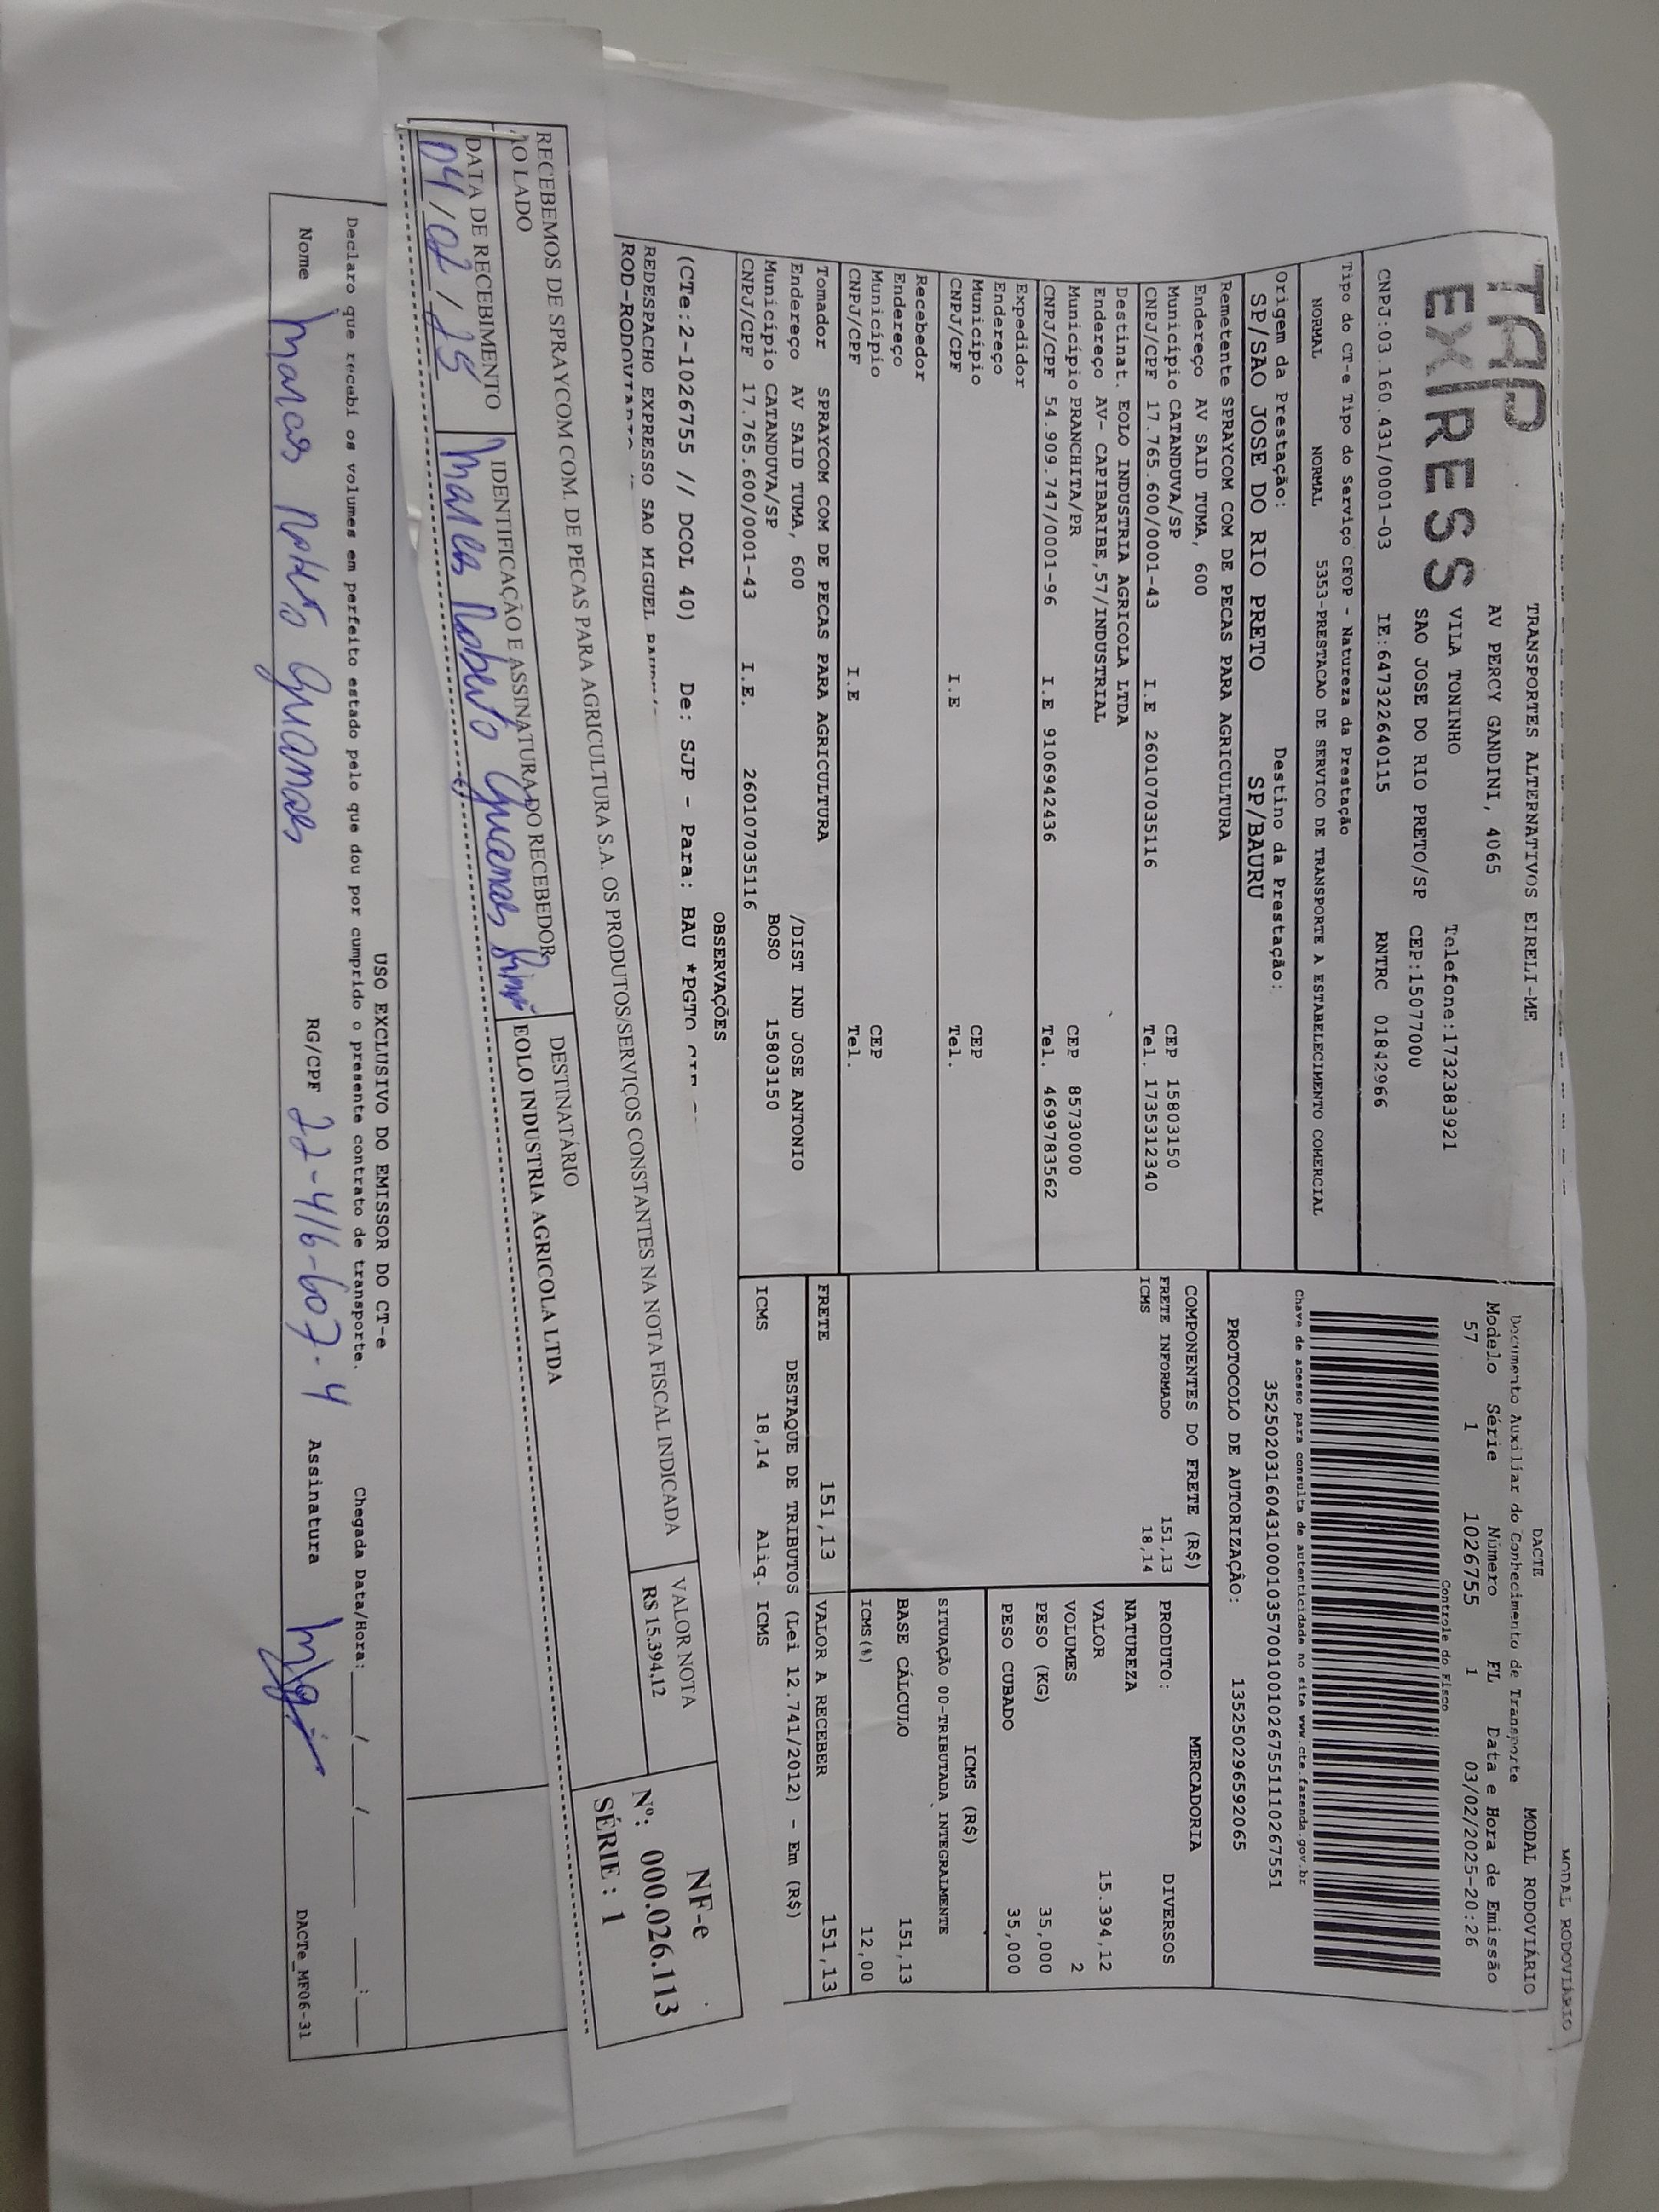 MODAL RODOVIÁRIO
TAP
EXPRESS
TRANSPORTES ALTERNATIVOS EIRELI-ME
AV PERCY GANDINI, 4065
VILA TONINHO Telefone:1732383921
SAO JOSE DO RIO PRETO/SP CEP:15077000
CNPJ:03.160.431/0001-03 IE:647322640115 RNTRC 01842966
DACTE MODAL RODOVIÁRIO
Documento Auxiliar do Conhecimento de Transporte
Modelo Série Número FL Data e Hora de Emissão
57 1 1026755 1 03/02/2025-20:26
Controle do Fisco
Chave de acesso para consulta de autenticidade no site www.cte.fazenda.gov.br
35250203160431000103570010010267551110267551
PROTOCOLO DE AUTORIZAÇÃO: 135250296592065
Tipo do CT-e Tipo do Serviço CFOP - Natureza da Prestação
NORMAL NORMAL 5353-PRESTACAO DE SERVICO DE TRANSPORTE A ESTABELECIMENTO COMERCIAL
Origem da Prestação: Destino da Prestação:
SP/SAO JOSE DO RIO PRETO SP/BAURU
Remetente SPRAYCOM COM DE PECAS PARA AGRICULTURA
Endereço AV SAID TUMA, 600
Município CATANDUVA/SP CEP 15803150
CNPJ/CPF 17.765.600/0001-43 I.E 260107035116 Tel. 1735312340
Destinat. EOLO INDUSTRIA AGRICOLA LTDA
Endereço AV- CAPIBARIBE,57/INDUSTRIAL
Município PRANCHITA/PR CEP 85730000
CNPJ/CPF 54.909.747/0001-96 I.E 9106942436 Tel. 46999783562
Expedidor
Endereço
Município CEP
CNPJ/CPF I.E Tel.
Recebedor
Endereço
Município CEP
CNPJ/CPF I.E Tel.
Tomador SPRAYCOM COM DE PECAS PARA AGRICULTURA
Endereço AV SAID TUMA, 600 /DIST IND JOSE ANTONIO
Município CATANDUVA/SP BOSO 15803150
CNPJ/CPF 17.765.600/0001-43 I.E. 260107035116
COMPONENTES DO FRETE (R$)
FRETE INFORMADO 151,13
ICMS 18,14
MERCADORIA
PRODUTO: DIVERSOS
NATUREZA
VALOR 15.394,12
VOLUMES 2
PESO (KG) 35,000
PESO CUBADO 35,000
ICMS (R$)
SITUAÇÃO 00-TRIBUTADA INTEGRALMENTE
BASE CÁLCULO 151,13
ICMS(%) 12,00
FRETE 151,13 VALOR A RECEBER 151,13
DESTAQUE DE TRIBUTOS (Lei 12.741/2012) - Em (R$)
ICMS 18,14 Aliq. ICMS
OBSERVAÇÕES
(CTe:2-1026755 // DCOL 40) De: SJP - Para: BAU *PGTO
REDESPACHO EXPRESSO SAO MIGUEL
RECEBEMOS DE SPRAYCOM COM. DE PECAS PARA AGRICULTURA S.A. OS PRODUTOS/SERVIÇOS CONSTANTES NA NOTA FISCAL INDICADA
AO LADO
VALOR NOTA
R$ 15.394,12
NF-e
Nº: 000.026.113
SÉRIE : 1
DATA DE RECEBIMENTO IDENTIFICAÇÃO E ASSINATURA DO RECEBEDOR DESTINATÁRIO
04/02/25 Marcos Roberto Guimaes EOLO INDUSTRIA AGRICOLA LTDA
USO EXCLUSIVO DO EMISSOR DO CT-e
Declaro que recebi os volumes em perfeito estado pelo que dou por cumprido o presente contrato de transporte. Chegada Data/Hora: ___/___/_____ ___:___
Nome Marcos RG/CPF 22-416-607-4 Assinatura
DACTe_MF06-31